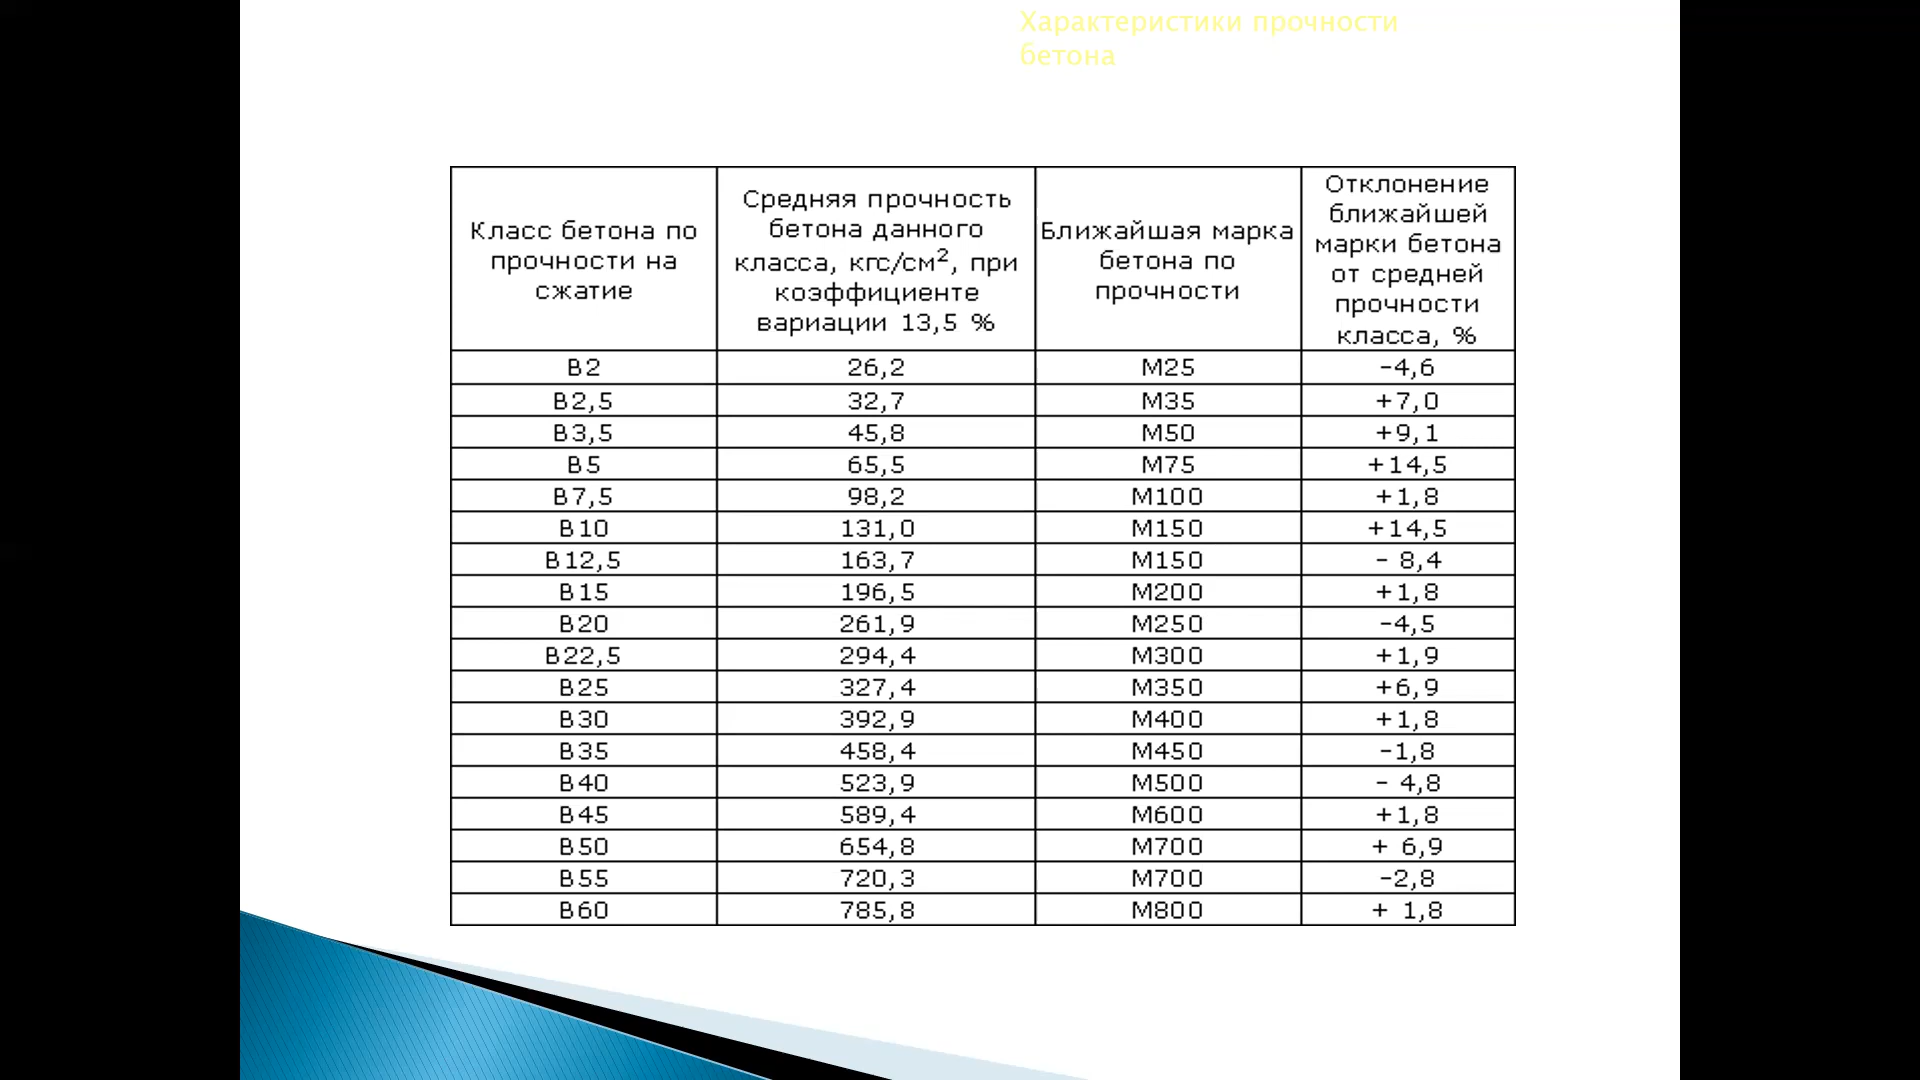 Характеристики прочности
бетона
Класс бетона по
прочности на
сжатие
Средняя прочность
бетона данного
класса, кгс/см², при
коэффициенте
вариации 13,5 %
Ближайшая марка
бетона по
прочности
Отклонение
ближайшей
марки бетона
от средней
прочности
класса, %
В2 26,2 М25 -4,6
В2,5 32,7 М35 +7,0
В3,5 45,8 М50 +9,1
В5 65,5 М75 +14,5
В7,5 98,2 М100 +1,8
В10 131,0 М150 +14,5
В12,5 163,7 М150 - 8,4
В15 196,5 М200 +1,8
В20 261,9 М250 -4,5
В22,5 294,4 М300 +1,9
В25 327,4 М350 +6,9
В30 392,9 М400 +1,8
В35 458,4 М450 -1,8
В40 523,9 М500 - 4,8
В45 589,4 М600 +1,8
В50 654,8 М700 + 6,9
В55 720,3 М700 -2,8
В60 785,8 М800 + 1,8